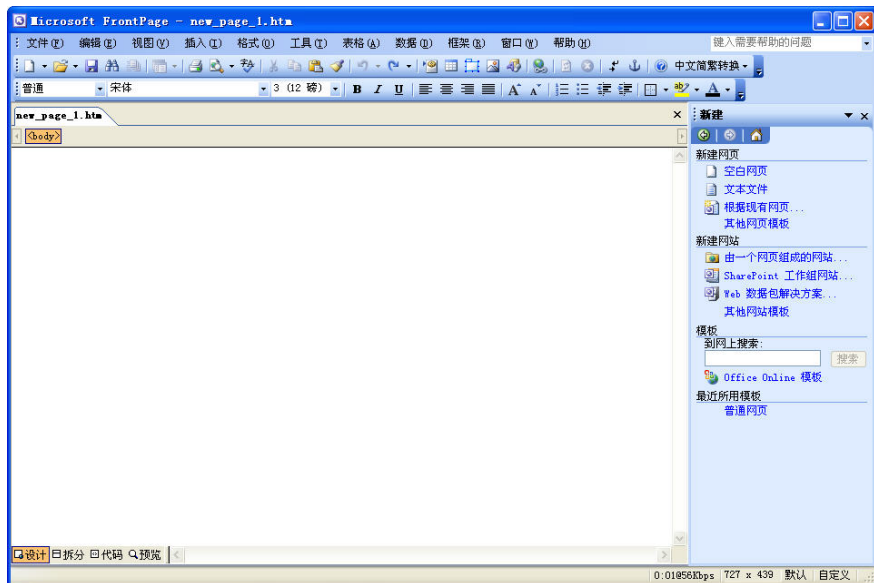 Microsoft FrontPage - new_page_1.htm
文件(F) 编辑(E) 视图(V) 插入(I) 格式(O) 工具(T) 表格(A) 数据(D) 框架(R) 窗口(W) 帮助(H) 键入需要帮助的问题
中文简繁转换
普通 宋体 3 (12 磅) B I U A A A
new_page_1.htm 新建
<body>
新建网页
空白网页
文本文件
根据现有网页...
其他网页模板
新建网站
由一个网页组成的网站...
SharePoint 工作组网站...
Web 数据包解决方案...
其他网站模板
模板
到网上搜索:
搜索
Office Online 模板
最近所用模板
普通网页
设计 拆分 代码 预览
0:01@56Kbps 727 x 439 默认 自定义